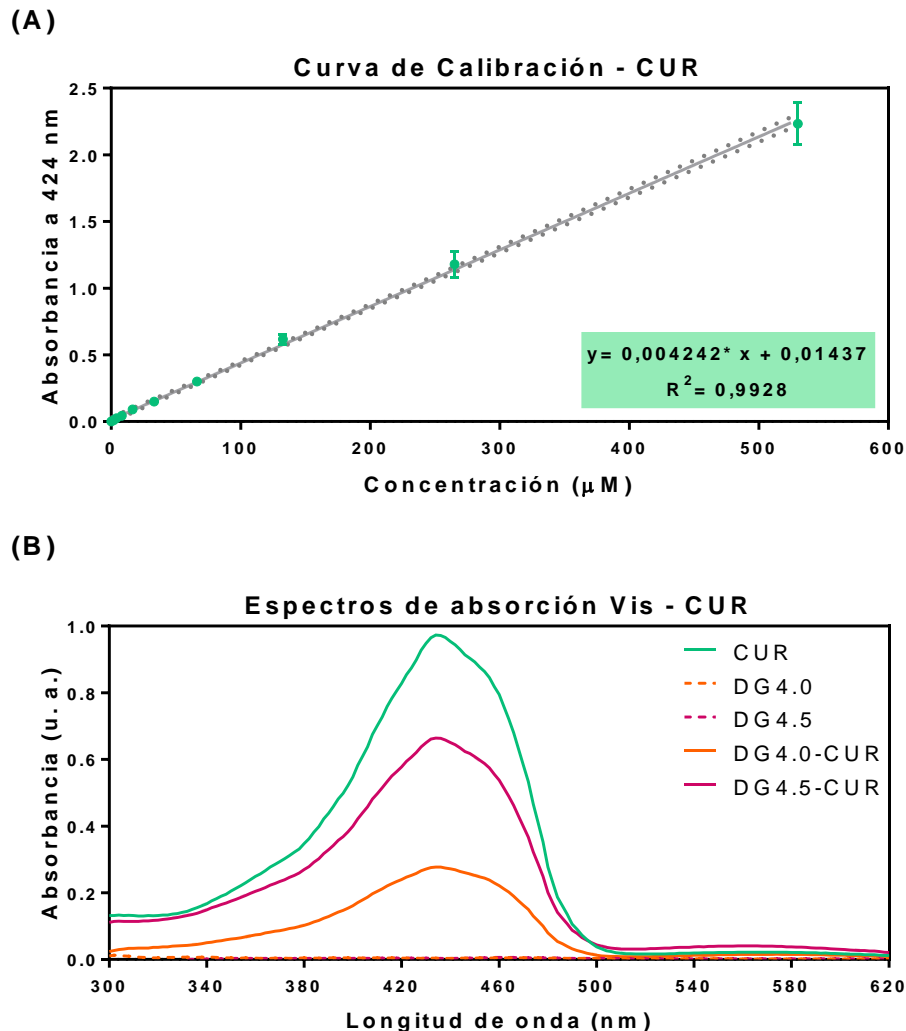 (A)
Curva de Calibración - CUR
2.5
2.0
1.5
1.0
0.5
0.0
Absorbancia a 424 nm
y= 0,004242* x + 0,01437
R²= 0,9928
0 100 200 300 400 500 600
Concentración (μM)
(B)
Espectros de absorción Vis - CUR
1.0
0.8
0.6
0.4
0.2
0.0
Absorbancia (u. a.)
CUR
DG4.0
DG4.5
DG4.0-CUR
DG4.5-CUR
300 340 380 420 460 500 540 580 620
Longitud de onda (nm)